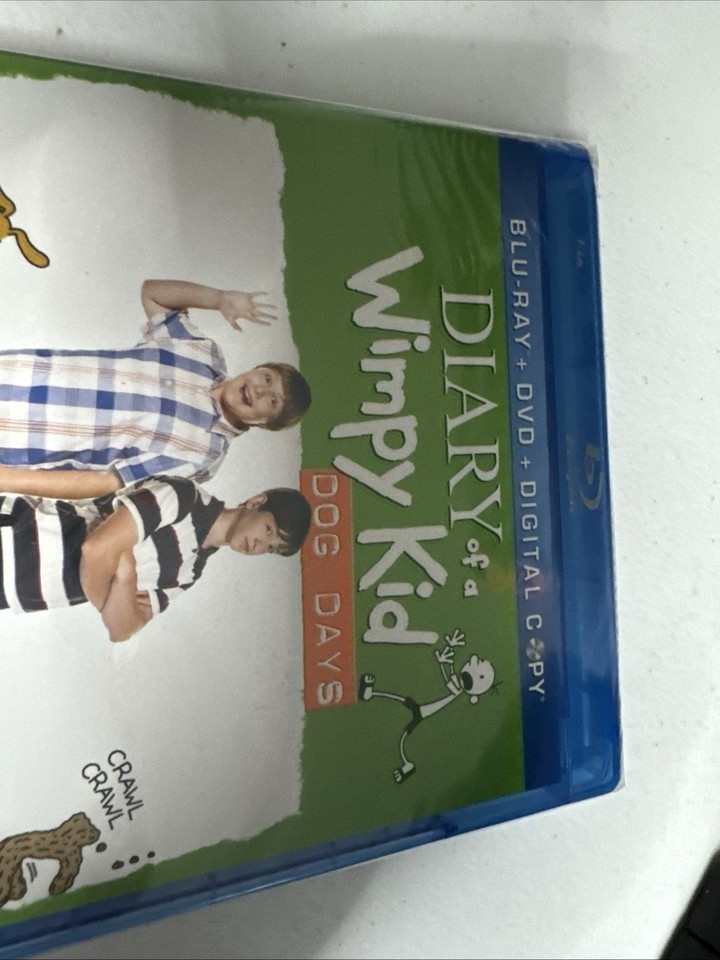 BLU-RAY + DVD + DIGITAL COPY
DIARY of a
Wimpy Kid
DOG DAYS
CRAWL
CRAWL